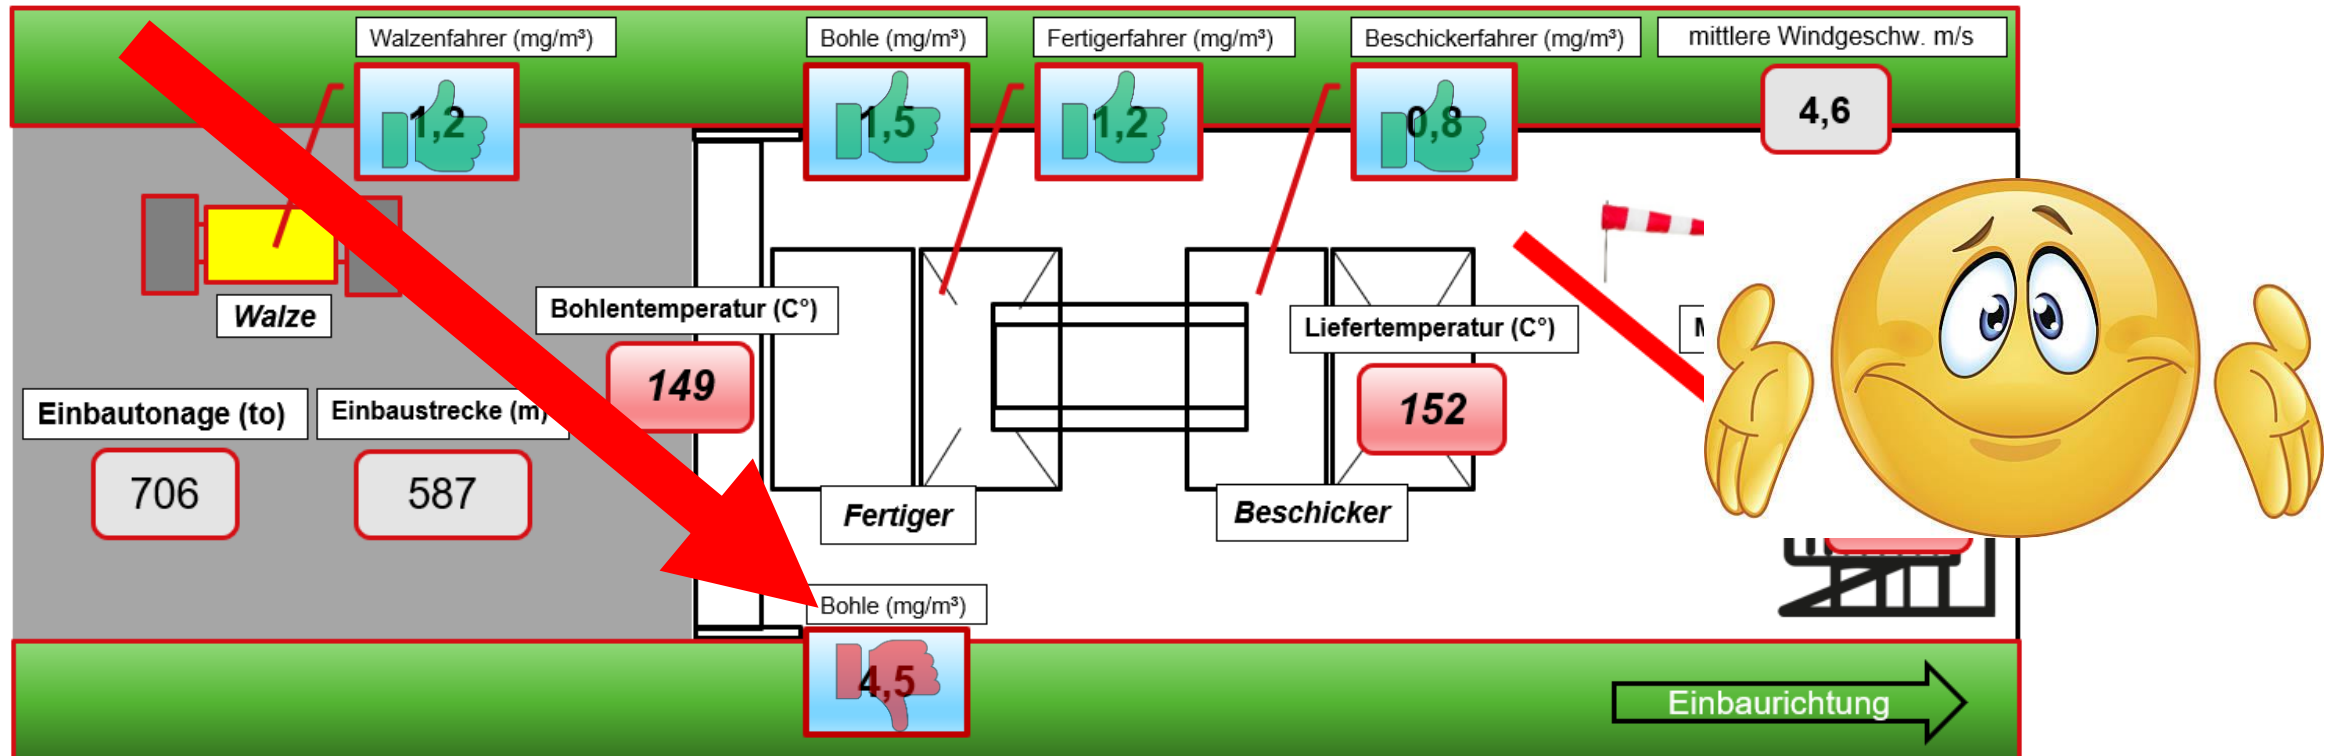 Walzenfahrer (mg/m³)
Bohle (mg/m³)
Fertigerfahrer (mg/m³)
Beschickerfahrer (mg/m³)
mittlere Windgeschw. m/s
1,2
1,5
1,2
0,8
4,6
Walze
Bohlentemperatur (C°)
149
Liefertemperatur (C°)
152
Einbautonage (to)
Einbaustrecke (m)
706
587
Fertiger
Beschicker
Bohle (mg/m³)
4,5
Einbaurichtung